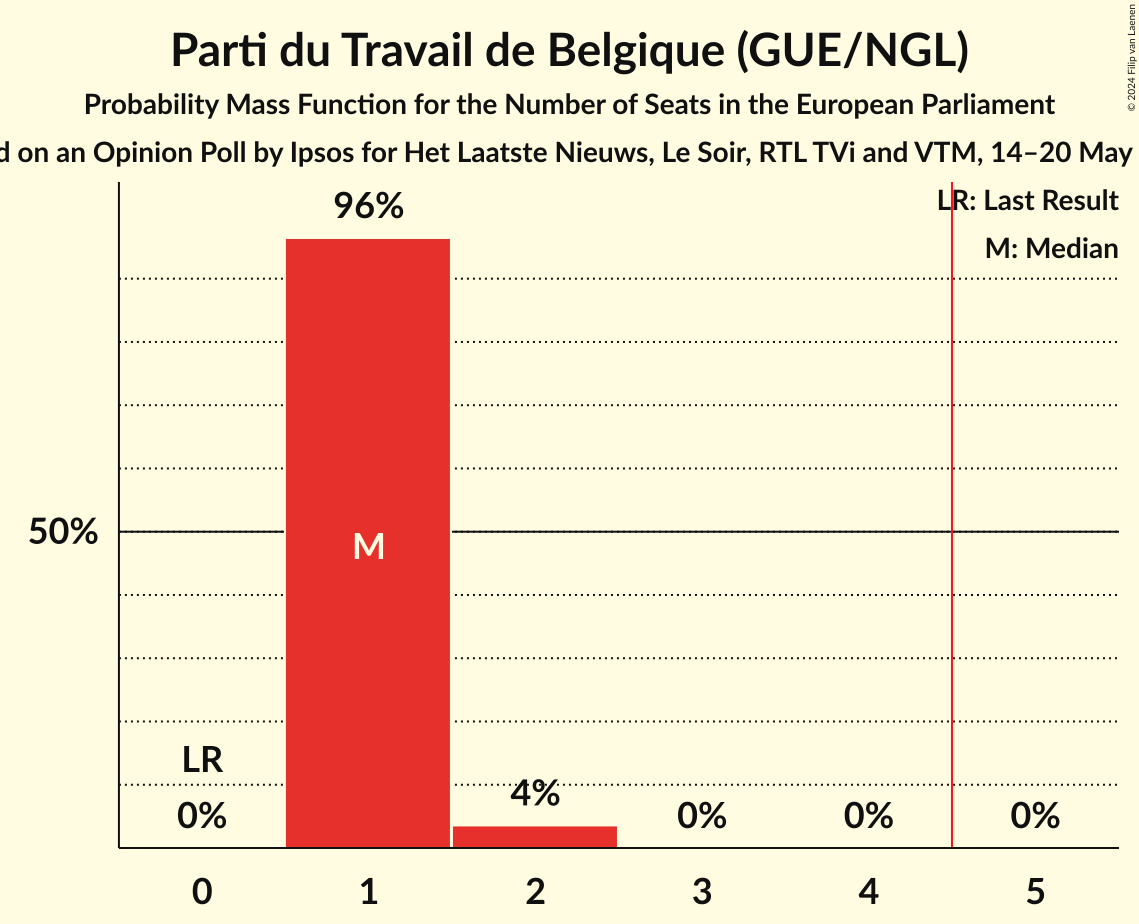 Parti du Travail de Belgique (GUE/NGL)
Probability Mass Function for the Number of Seats in the European Parliament
on an Opinion Poll by Ipsos for Het Laatste Nieuws, Le Soir, RTL TVi and VTM, 14–20 May
© 2024 Filip van Laenen
LR: Last Result
M: Median
96%
50%
M
LR
0%
4%
0%
0%
0%
0 1 2 3 4 5